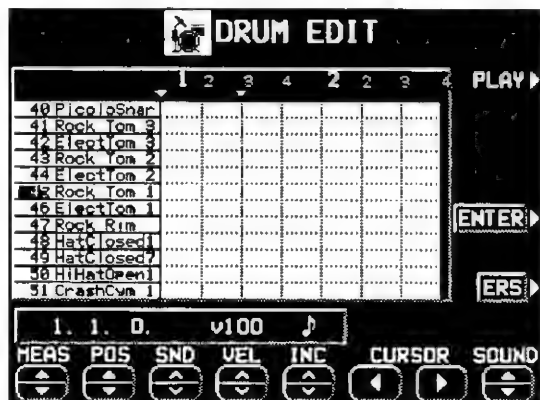 DRUM EDIT
1 2 3 4 2 2 3 4 PLAY
40 PicoloSnar
41 Rock Tom 3
42 ElectTom 3
43 Rock Tom 2
44 ElectTom 2
Rock Tom 1
46 ElectTom 1
47 Rock Rim
48 HatClosed1
49 HatClosed7
50 HiHatOpen1
51 CrashCym 1
ENTER
ERS
1. 1. 0. v100 ♪
MEAS POS SND VEL INC CURSOR SOUND